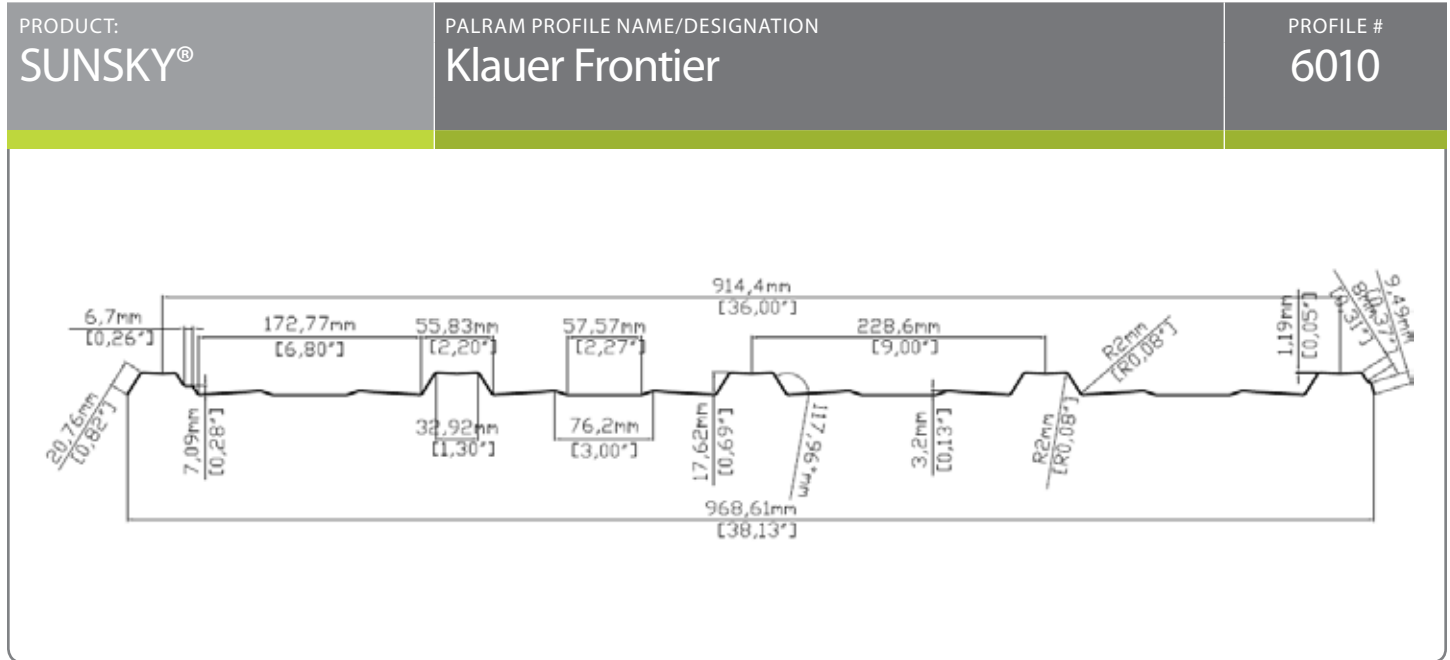 PRODUCT:
SUNSKY®
PALRAM PROFILE NAME/DESIGNATION
Klauer Frontier
PROFILE #
6010
914,4mm
[36,00"]
6,7mm
[0,26"]
172,77mm
[6,80"]
55,83mm
[2,20"]
57,57mm
[2,27"]
228,6mm
[9,00"]
R2mm
[R0,08"]
1,19mm
[0,05"]
8mm
[0,31"]
9,49mm
[0,37"]
20,76mm
[0,82"]
7,09mm
[0,28"]
32,92mm
[1,30"]
76,2mm
[3,00"]
17,62mm
[0,69"]
117,96°mm
3,2mm
[0,13"]
R2mm
[R0,08"]
968,61mm
[38,13"]